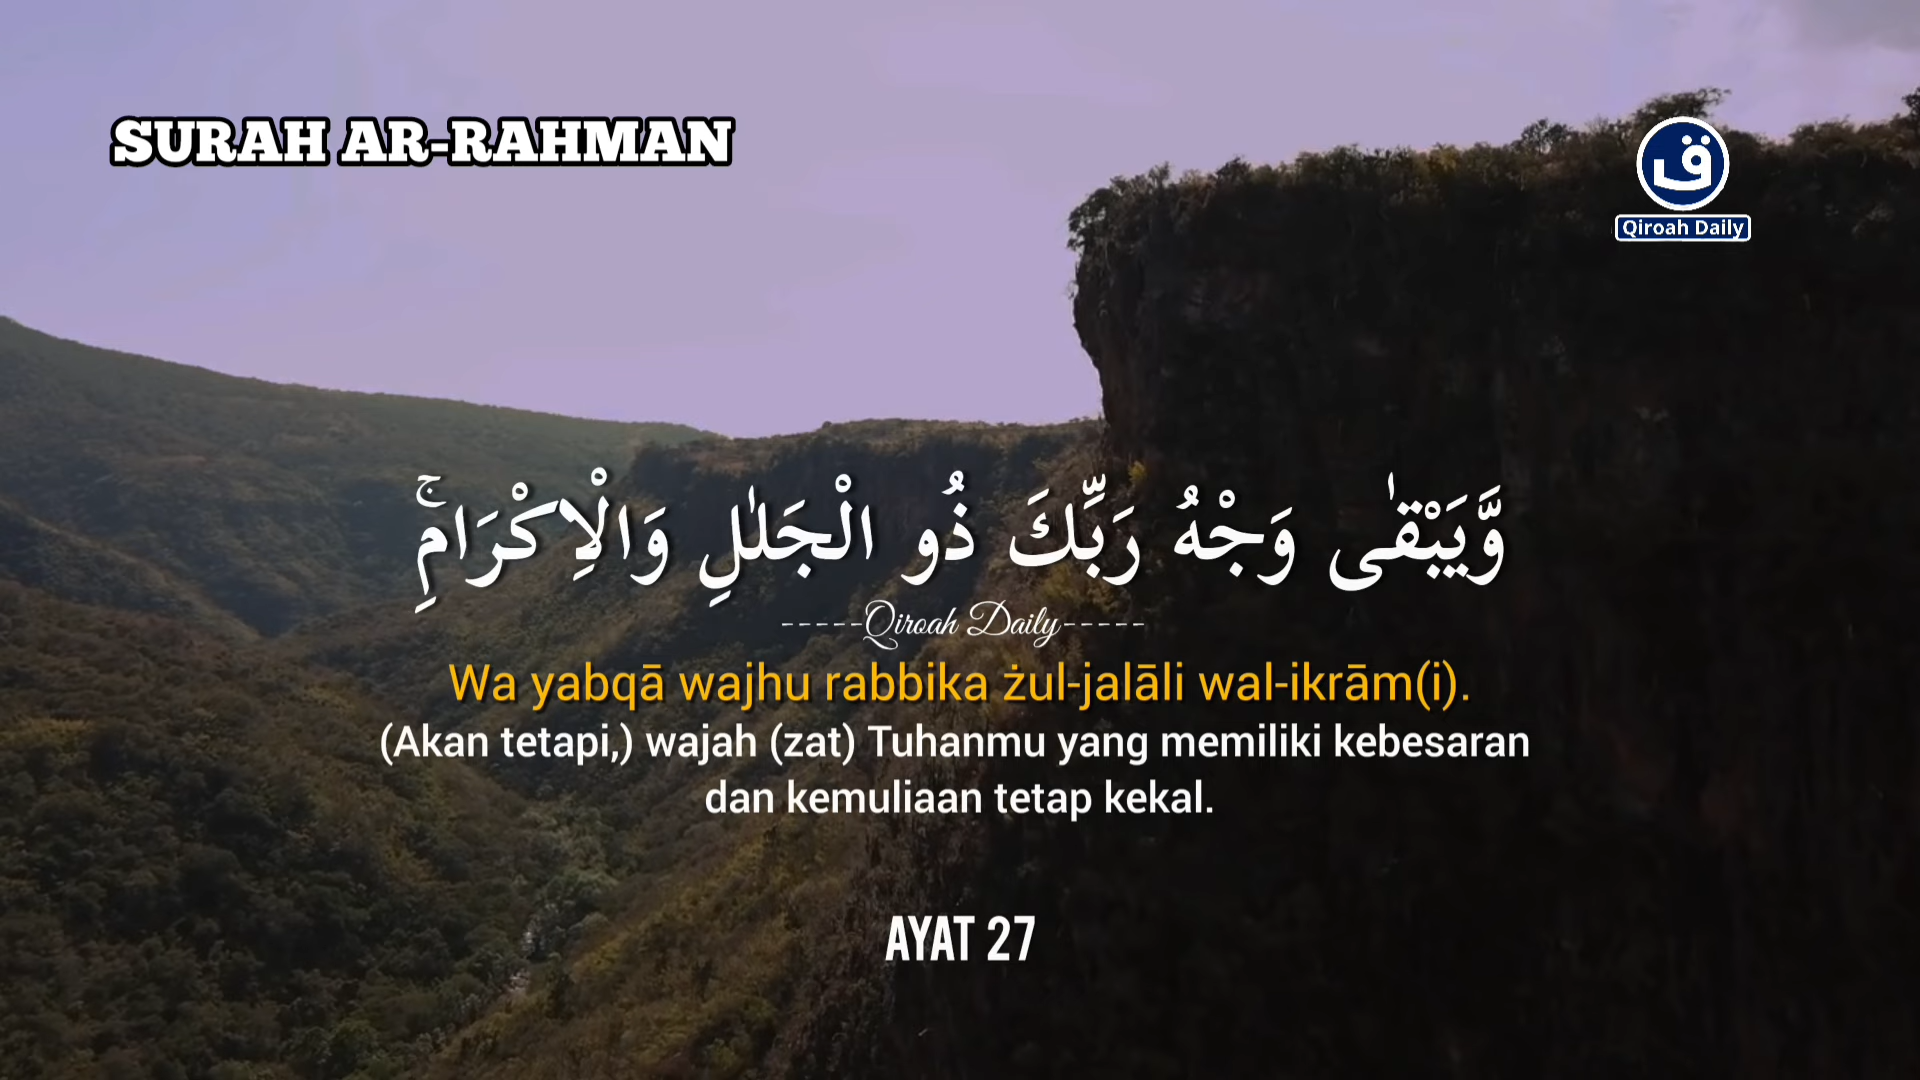 SURAH AR-RAHMAN
ق
Qiroah Daily
وَّيَبْقٰى وَجْهُ رَبِّكَ ذُو الْجَلٰلِ وَالْاِكْرَامِۚ
-----Qiroah Daily-----
Wa yabqā wajhu rabbika żul-jalāli wal-ikrām(i).
(Akan tetapi,) wajah (zat) Tuhanmu yang memiliki kebesaran
dan kemuliaan tetap kekal.
AYAT 27